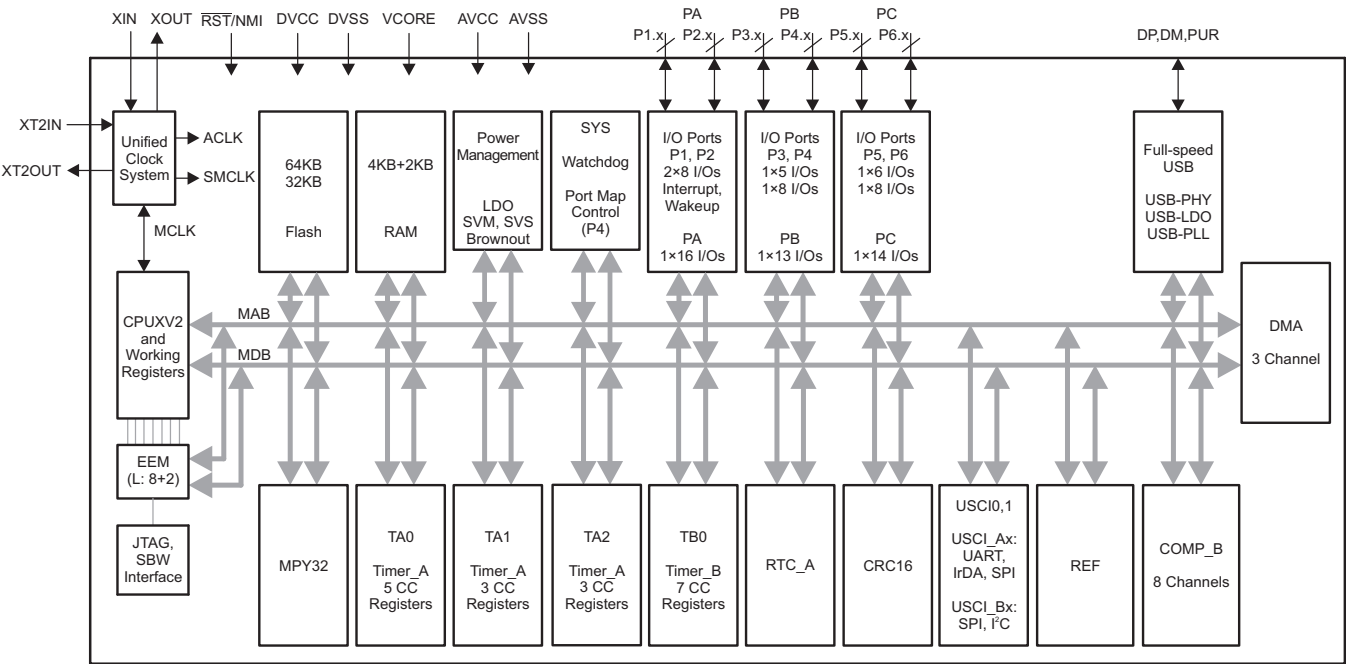 XIN
XOUT
RST/NMI
DVCC
DVSS
VCORE
AVCC
AVSS
PA
P1.x
P2.x
PB
P3.x
P4.x
PC
P5.x
P6.x
DP,DM,PUR
XT2IN
XT2OUT
Unified
Clock
System
ACLK
SMCLK
MCLK
64KB
32KB
Flash
4KB+2KB
RAM
Power
Management
LDO
SVM, SVS
Brownout
SYS
Watchdog
Port Map
Control
(P4)
I/O Ports
P1, P2
2×8 I/Os
Interrupt,
Wakeup
PA
1×16 I/Os
I/O Ports
P3, P4
1×5 I/Os
1×8 I/Os
PB
1×13 I/Os
I/O Ports
P5, P6
1×6 I/Os
1×8 I/Os
PC
1×14 I/Os
Full-speed
USB
USB-PHY
USB-LDO
USB-PLL
CPUXV2
and
Working
Registers
MAB
MDB
DMA
3 Channel
EEM
(L: 8+2)
JTAG,
SBW
Interface
MPY32
TA0
Timer_A
5 CC
Registers
TA1
Timer_A
3 CC
Registers
TA2
Timer_A
3 CC
Registers
TB0
Timer_B
7 CC
Registers
RTC_A
CRC16
USCI0,1
USCI_Ax:
UART,
IrDA, SPI
USCI_Bx:
SPI, I²C
REF
COMP_B
8 Channels